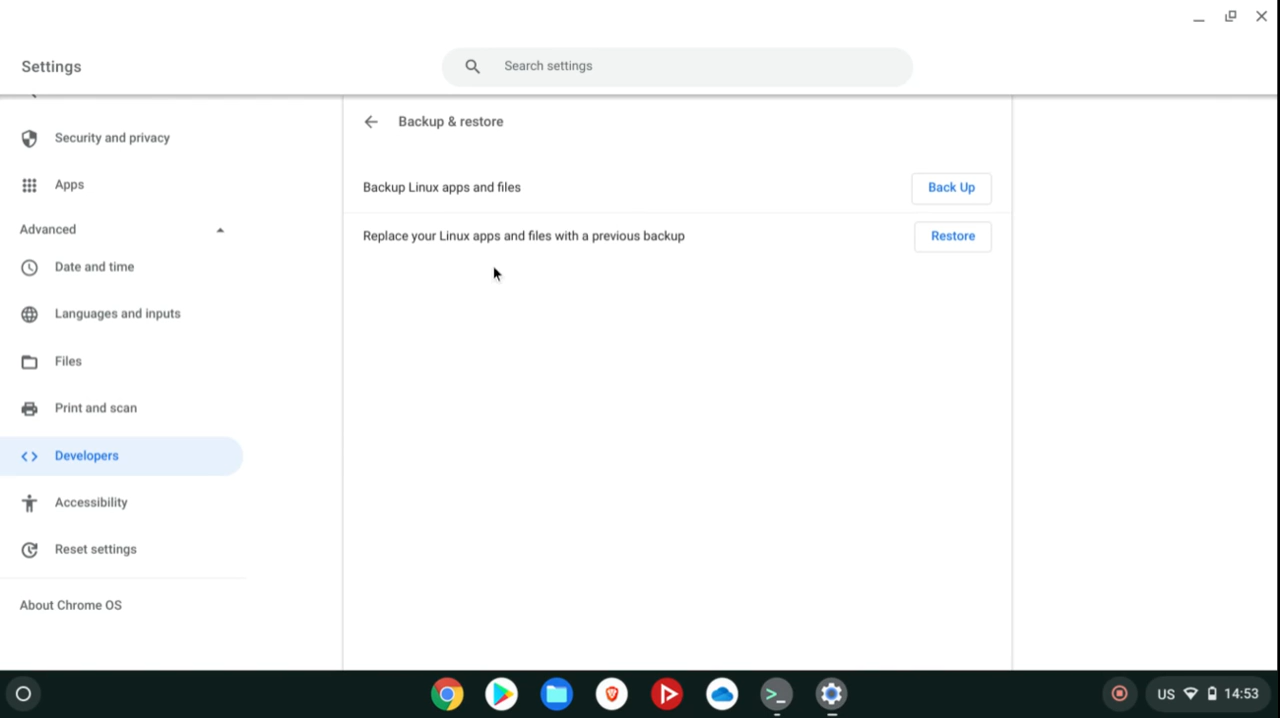 Settings
Search settings
Security and privacy
Apps
Advanced
Date and time
Languages and inputs
Files
Print and scan
Developers
Accessibility
Reset settings
About Chrome OS
Backup & restore
Backup Linux apps and files
Back Up
Replace your Linux apps and files with a previous backup
Restore
US 14:53